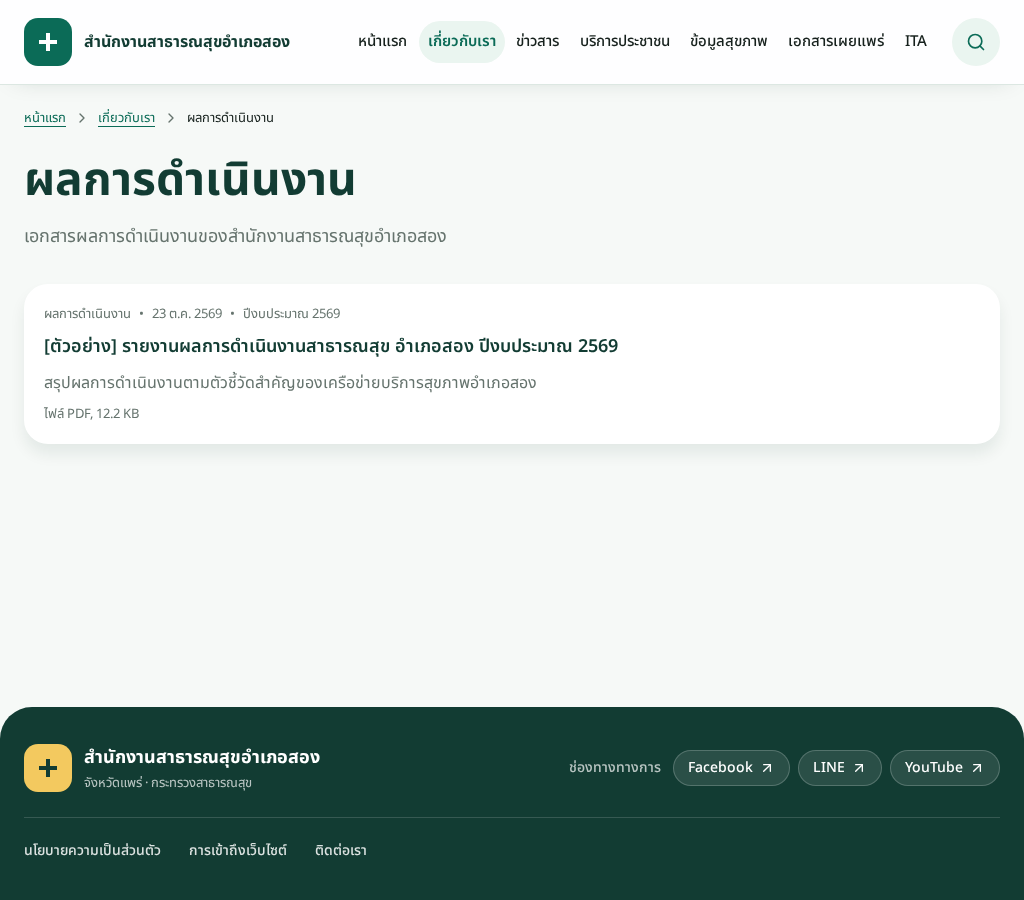 สำนักงานสาธารณสุขอำเภอสอง
หน้าแรก เกี่ยวกับเรา ข่าวสาร บริการประชาชน ข้อมูลสุขภาพ เอกสารเผยแพร่ ITA
หน้าแรก > เกี่ยวกับเรา > ผลการดำเนินงาน
ผลการดำเนินงาน
เอกสารผลการดำเนินงานของสำนักงานสาธารณสุขอำเภอสอง
ผลการดำเนินงาน • 23 ต.ค. 2569 • ปีงบประมาณ 2569
[ตัวอย่าง] รายงานผลการดำเนินงานสาธารณสุข อำเภอสอง ปีงบประมาณ 2569
สรุปผลการดำเนินงานตามตัวชี้วัดสำคัญของเครือข่ายบริการสุขภาพอำเภอสอง
ไฟล์ PDF, 12.2 KB
สำนักงานสาธารณสุขอำเภอสอง
จังหวัดแพร่ · กระทรวงสาธารณสุข
ช่องทางทางการ Facebook LINE YouTube
นโยบายความเป็นส่วนตัว การเข้าถึงเว็บไซต์ ติดต่อเรา